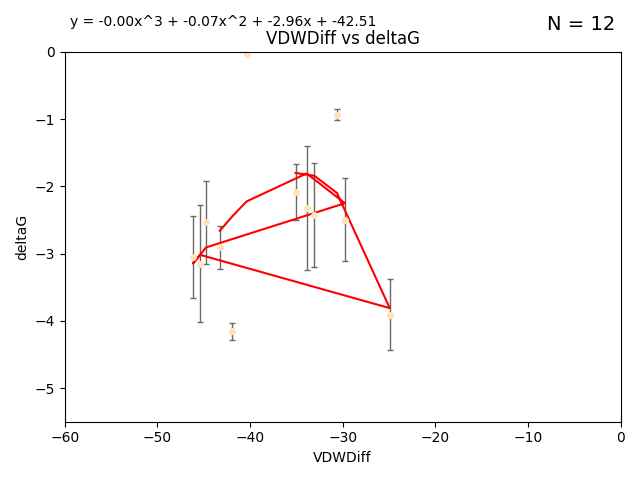 y = -0.00x^3 + -0.07x^2 + -2.96x + -42.51
N = 12
VDWDiff vs deltaG
0
−1
−2
−3
−4
−5
deltaG
−60 −50 −40 −30 −20 −10 0
VDWDiff